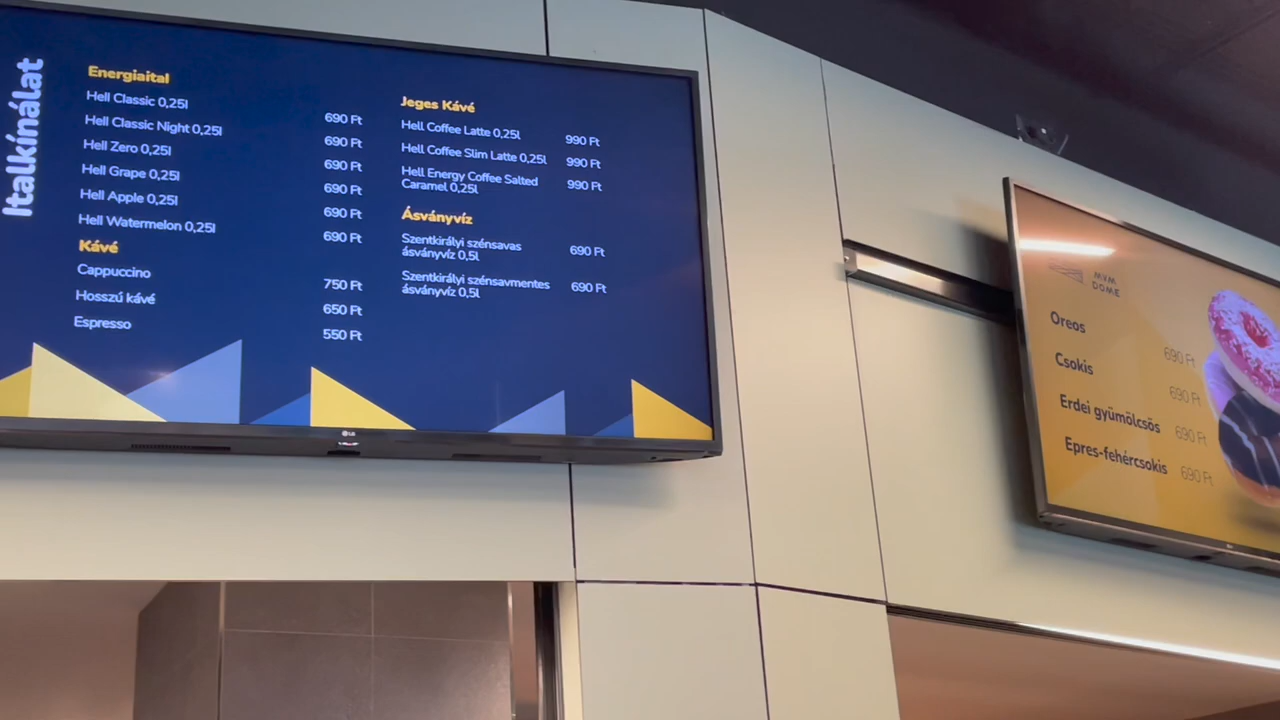 Italkínálat
Energiaital
Hell Classic 0,25l 690 Ft
Hell Classic Night 0,25l 690 Ft
Hell Zero 0,25l 690 Ft
Hell Grape 0,25l 690 Ft
Hell Apple 0,25l 690 Ft
Hell Watermelon 0,25l 690 Ft
Kávé
Cappuccino 750 Ft
Hosszú kávé 650 Ft
Espresso 550 Ft
Jeges Kávé
Hell Coffee Latte 0,25l 990 Ft
Hell Coffee Slim Latte 0,25l 990 Ft
Hell Energy Coffee Salted 990 Ft
Caramel 0,25l
Ásványvíz
Szentkirályi szénsavas 690 Ft
ásványvíz 0,5l
Szentkirályi szénsavmentes 690 Ft
ásványvíz 0,5l
LG
MVM
DOME
Oreos 690 Ft
Csokis 690 Ft
Erdei gyümölcsös 690 Ft
Epres-fehércsokis 690 Ft